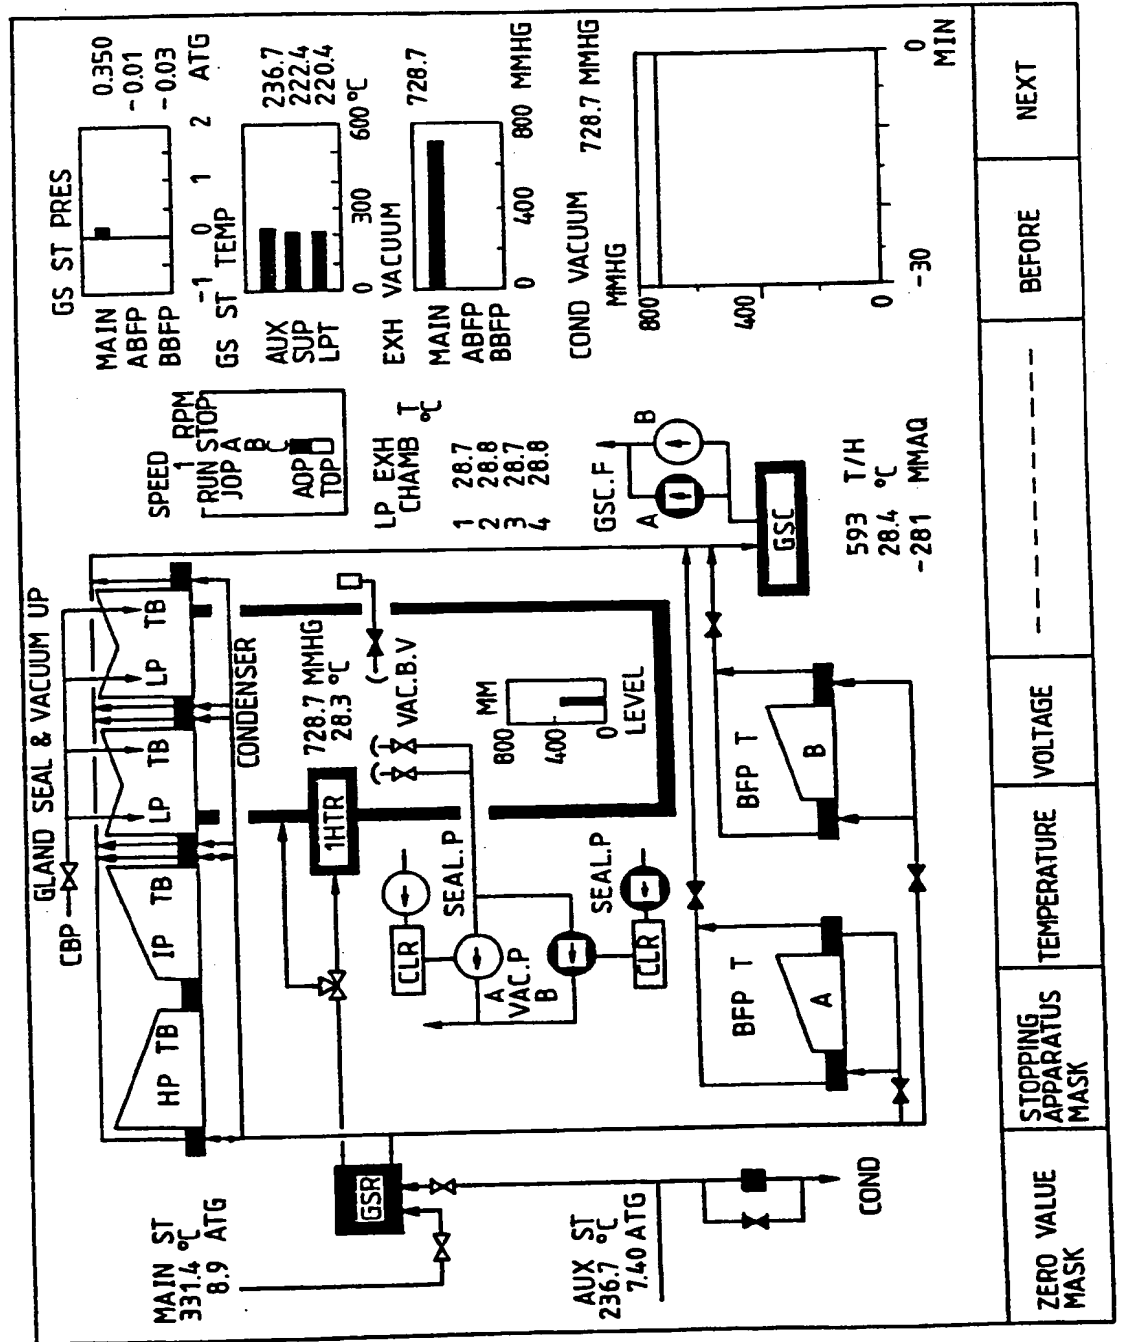 GLAND SEAL & VACUUM UP
CBP
HP TB
IP TB
LP TB
LP TB
MAIN ST
331.4 °C
8.9 ATG
GSR
CONDENSER
1HTR
728.7 MMHG
28.3 °C
VAC.B.V
CLR
SEAL.P
A
VAC.P
B
CLR
SEAL.P
MM
800
400
0
LEVEL
AUX ST
236.7 °C
7.40 ATG
COND
BFP T
A
BFP T
B
SPEED
1 RPM
TRUN STOP
JOP A
B
C
AOP
TOP
LP EXH
CHAMB T
°C
1 28.7
2 28.8
3 28.7
4 28.8
GSC.F
A
B
GSC
593 T/H
28.4 °C
-281 MMAQ
GS ST PRES
MAIN 0.350
ABFP -0.01
BBFP -0.03
-1 0 1 2 ATG
GS ST TEMP
AUX 236.7
SUP 222.4
LPT 220.4
0 300 600 °C
EXH VACUUM
MAIN 728.7
ABFP
BBFP
0 400 800 MMHG
COND VACUUM 728.7 MMHG
MMHG
800
400
0
-30 0
MIN
ZERO VALUE
MASK
STOPPING
APPARATUS
MASK
TEMPERATURE
VOLTAGE
BEFORE
NEXT